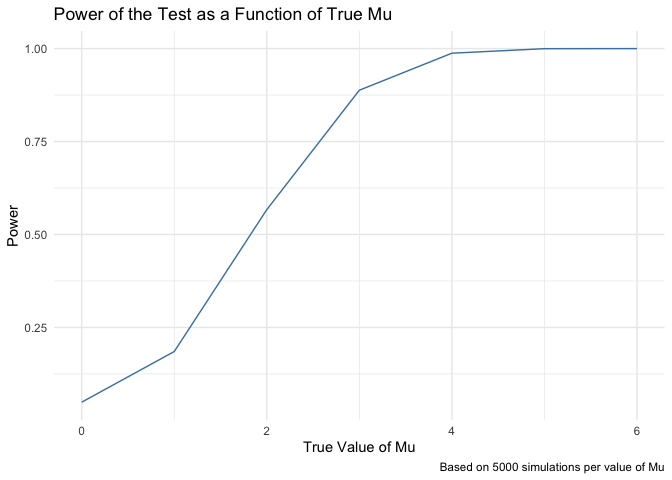 Power of the Test as a Function of True Mu
1.00
0.75
0.50
0.25
Power
0 2 4 6
True Value of Mu
Based on 5000 simulations per value of Mu